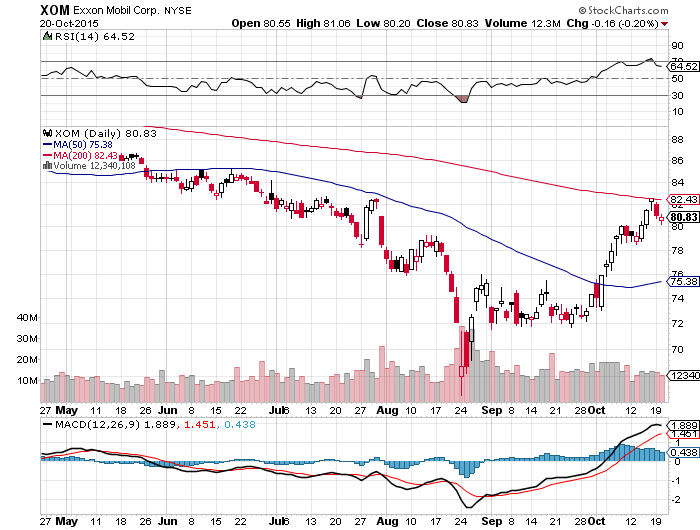 XOM Exxon Mobil Corp. NYSE © StockCharts.com
20-Oct-2015 Open 80.55 High 81.06 Low 80.20 Close 80.83 Volume 12.3M Chg -0.16 (-0.20%)
RSI(14) 64.52
90
70
64.52
50
30
10
XOM (Daily) 80.83
MA(50) 75.38
MA(200) 82.43
Volume 12,340,108
88
86
84
82.43
82
80.83
80
78
76
75.38
74
72
70
12340
40M
30M
20M
10M
27 May 11 18 26 Jun 8 15 22 Jul 6 13 20 27 Aug 10 17 24 Sep 8 14 21 28 Oct 12 19
MACD(12,26,9) 1.889, 1.451, 0.438
1.889
1.451
0.438
0
-1
-2
27 May 11 18 26 Jun 8 15 22 Jul 6 13 20 27 Aug 10 17 24 Sep 8 14 21 28 Oct 12 19